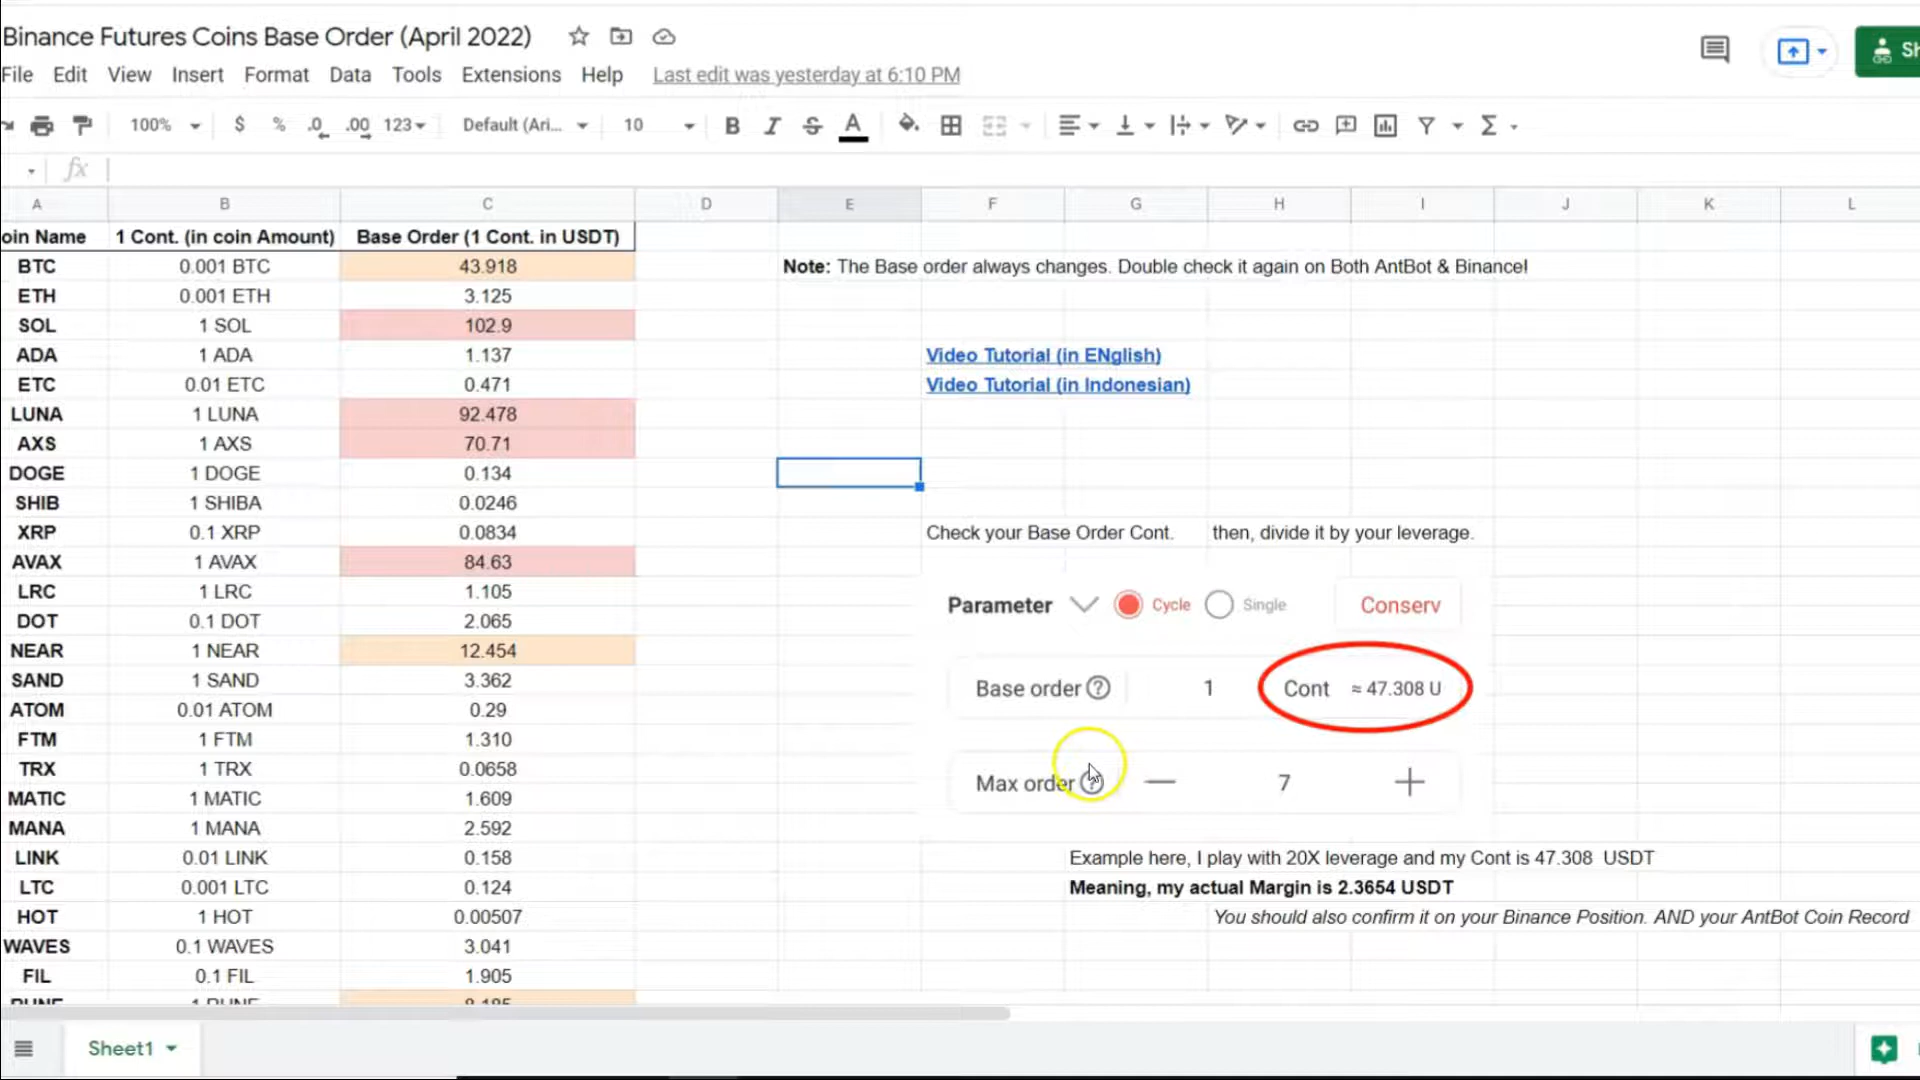 Binance Futures Coins Base Order (April 2022)
File Edit View Insert Format Data Tools Extensions Help Last edit was yesterday at 6:10 PM
100% $ % .0 .00 123 Default (Ari... 10 B I S A
fx
A B C D E F G H I J K L
oin Name 1 Cont. (in coin Amount) Base Order (1 Cont. in USDT)
BTC 0.001 BTC 43.918 Note: The Base order always changes. Double check it again on Both AntBot & Binance!
ETH 0.001 ETH 3.125
SOL 1 SOL 102.9
ADA 1 ADA 1.137 Video Tutorial (in ENglish)
ETC 0.01 ETC 0.471 Video Tutorial (in Indonesian)
LUNA 1 LUNA 92.478
AXS 1 AXS 70.71
DOGE 1 DOGE 0.134
SHIB 1 SHIBA 0.0246
XRP 0.1 XRP 0.0834 Check your Base Order Cont. then, divide it by your leverage.
AVAX 1 AVAX 84.63
LRC 1 LRC 1.105 Parameter Cycle Single Conserv
DOT 0.1 DOT 2.065
NEAR 1 NEAR 12.454
SAND 1 SAND 3.362 Base order ? 1 Cont ≈ 47.308 U
ATOM 0.01 ATOM 0.29
FTM 1 FTM 1.310
TRX 1 TRX 0.0658 Max order ? — 7 +
MATIC 1 MATIC 1.609
MANA 1 MANA 2.592
LINK 0.01 LINK 0.158 Example here, I play with 20X leverage and my Cont is 47.308 USDT
LTC 0.001 LTC 0.124 Meaning, my actual Margin is 2.3654 USDT
HOT 1 HOT 0.00507 You should also confirm it on your Binance Position. AND your AntBot Coin Record
WAVES 0.1 WAVES 3.041
FIL 0.1 FIL 1.905
RUNE 1 RUNE 8.185
Sheet1